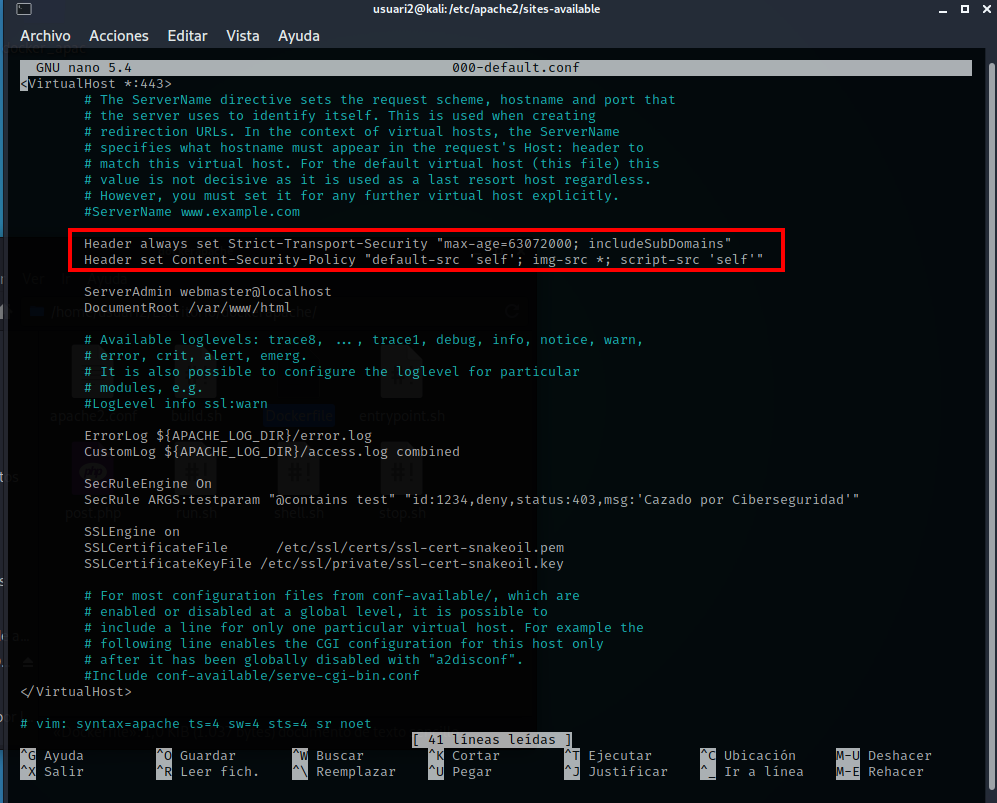 usuari2@kali:/etc/apache2/sites-available
Archivo Acciones Editar Vista Ayuda
GNU nano 5.4 000-default.conf
<VirtualHost *:443>
# The ServerName directive sets the request scheme, hostname and port that
# the server uses to identify itself. This is used when creating
# redirection URLs. In the context of virtual hosts, the ServerName
# specifies what hostname must appear in the request's Host: header to
# match this virtual host. For the default virtual host (this file) this
# value is not decisive as it is used as a last resort host regardless.
# However, you must set it for any further virtual host explicitly.
#ServerName www.example.com
Header always set Strict-Transport-Security "max-age=63072000; includeSubDomains"
Header set Content-Security-Policy "default-src 'self'; img-src *; script-src 'self'"
ServerAdmin webmaster@localhost
DocumentRoot /var/www/html
# Available loglevels: trace8, ..., trace1, debug, info, notice, warn,
# error, crit, alert, emerg.
# It is also possible to configure the loglevel for particular
# modules, e.g.
#LogLevel info ssl:warn
ErrorLog ${APACHE_LOG_DIR}/error.log
CustomLog ${APACHE_LOG_DIR}/access.log combined
SecRuleEngine On
SecRule ARGS:testparam "@contains test" "id:1234,deny,status:403,msg:'Cazado por Ciberseguridad'"
SSLEngine on
SSLCertificateFile /etc/ssl/certs/ssl-cert-snakeoil.pem
SSLCertificateKeyFile /etc/ssl/private/ssl-cert-snakeoil.key
# For most configuration files from conf-available/, which are
# enabled or disabled at a global level, it is possible to
# include a line for only one particular virtual host. For example the
# following line enables the CGI configuration for this host only
# after it has been globally disabled with "a2disconf".
#Include conf-available/serve-cgi-bin.conf
</VirtualHost>
# vim: syntax=apache ts=4 sw=4 sts=4 sr noet
[ 41 líneas leídas ]
^G Ayuda ^O Guardar ^W Buscar ^K Cortar ^T Ejecutar ^C Ubicación M-U Deshacer
^X Salir ^R Leer fich. ^\ Reemplazar ^U Pegar ^J Justificar ^_ Ir a línea M-E Rehacer